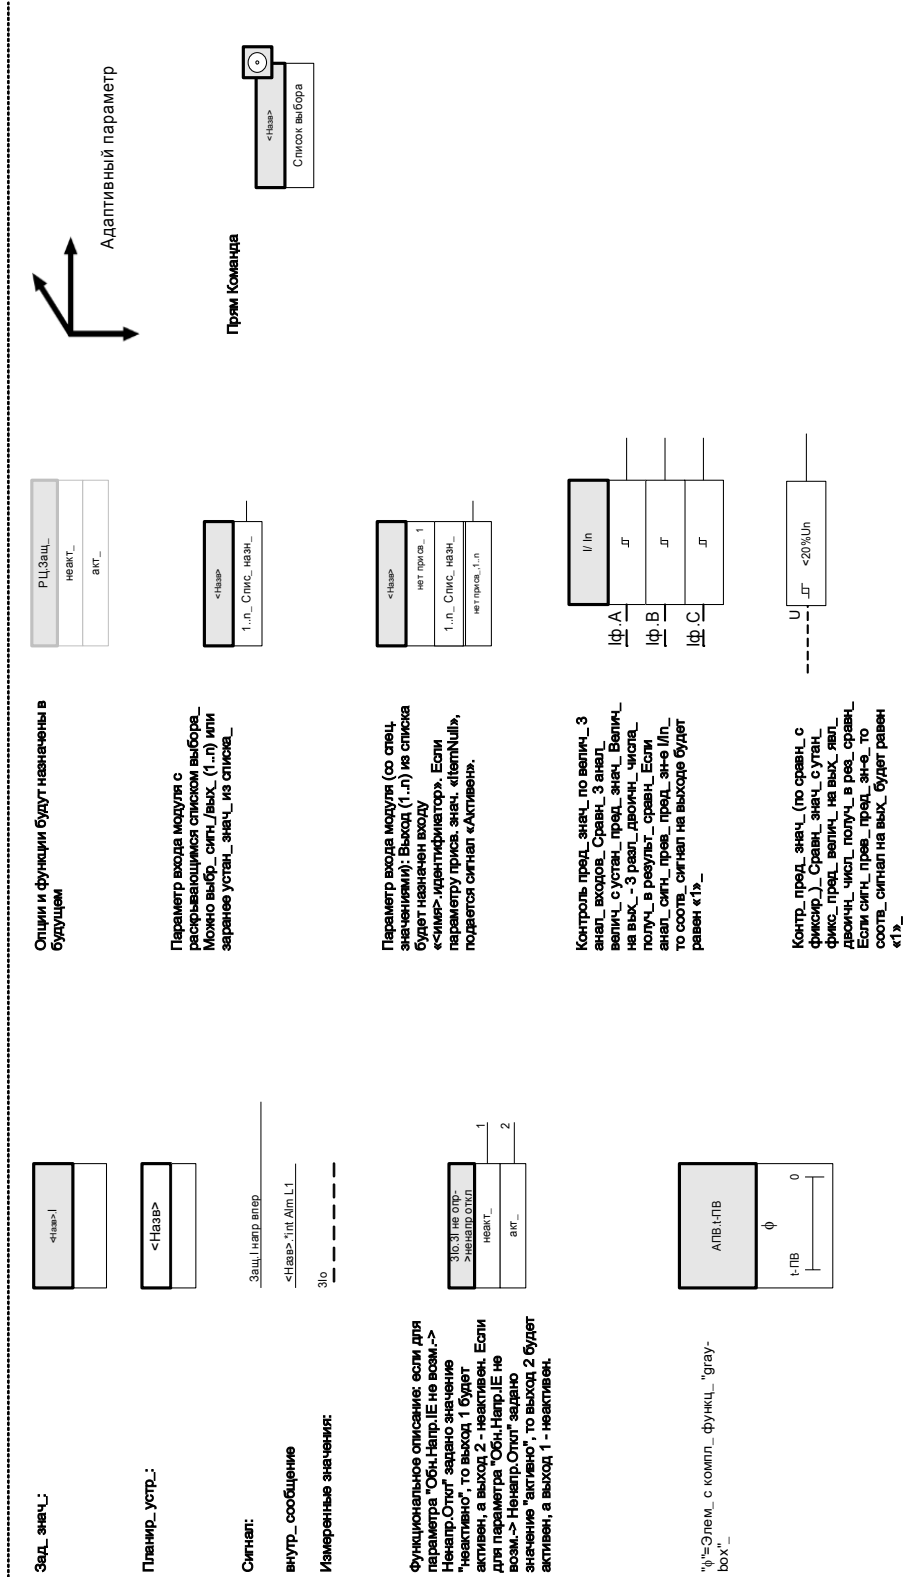 Зад_ знач_:
<Назв>.I
Планир_ устр_:
<Назв>
Сигнал:
Защ.I напр впер
внутр_ сообщение
<Назв>.*int Alm L1
Измеренные значения:
3Io
Функциональное описание: если для
параметра "Обн.Напр.IE не возм.->
Ненапр.Откл" задано значение
"неактивно", то выход 1 будет
активен, а выход 2 - неактивен. Если
для параметра "Обн.Напр.IE не
возм.-> Ненапр.Откл" задано
значение "активно", то выход 2 будет
активен, а выход 1 - неактивен.
3Io.3I не опр-
>ненапр откл
неакт_
1
акт_
2
"ϕ"=Элем_ с компл_ функц_ "gray-
box"_
АПВ.t-ПВ
ϕ
t-ПВ
0
Опции и функции будут назначены в
будущем
РЦ.Защ_
неакт_
акт_
Параметр входа модуля с
раскрывающимся списком выбора_
Можно выбр_ сигн_/вых_ (1..n) или
заранее устан_ знач_ из списка_
<Назв>
1..n_ Спис_ назн_
Параметр входа модуля (со спец.
значениями): Выход (1..n) из списка
будет назначен входу
«<имя>.идентификатор». Если
параметру присв. знач. «ItemNull»,
подается сигнал «Активен».
<Назв>
нет присв_ 1
1..n_ Спис_ назн_
нет присв_,1..n
Контроль пред_ знач_ по велич_ 3
анал_ входов_ Сравн_ 3 анал_
велич_ с устан_ пред_ знач_ Велич_
на вых_ - 3 разл_ двоичн_ числа_
получ_ в результ_ сравн_ Если
анал_ сигн_ прев_ пред_ зн-е I/In_
то соотв_ сигнал на выходе будет
равен «1»_
I/ In
Iф.A
Iф.B
Iф.C
Контр_ пред_ знач_ (по сравн_ с
фиксир_)_ Сравн_ знач_ с устан_
фикс_ пред_ велич_ на вых_ явл_
двоичн_ числ_ получ_ в рез_ сравн_
Если сигн_ прев_ пред_ зн-е_ то
соотв_ сигнал на вых_ будет равен
«1»_
U
<20%Un
Адаптивный параметр
Прям Команда
<Назв>
Список выбора